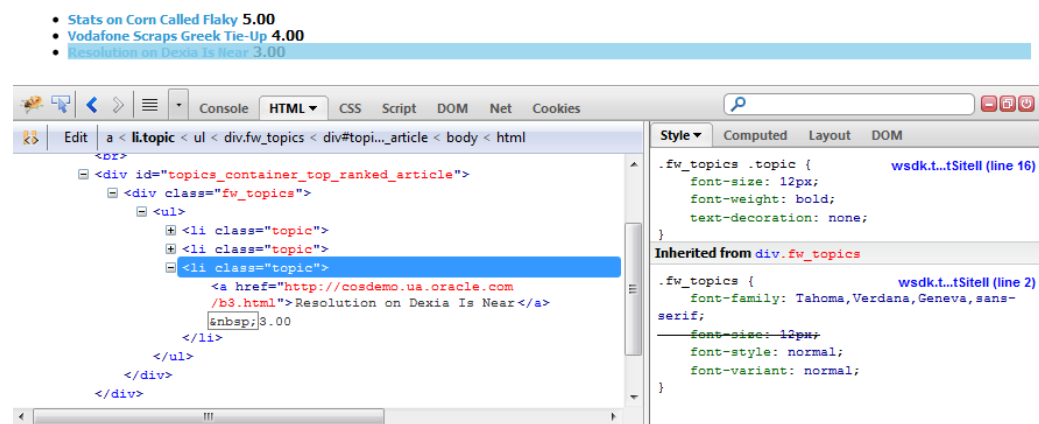 Stats on Corn Called Flaky 5.00
Vodafone Scraps Greek Tie-Up 4.00
Resolution on Dexia Is Near 3.00
Console HTML CSS Script DOM Net Cookies
Edit a < li.topic < ul < div.fw_topics < div#topi..._article < body < html
<br>
<div id="topics_container_top_ranked_article">
<div class="fw_topics">
<ul>
<li class="topic">
<li class="topic">
<li class="topic">
<a href="http://cosdemo.ua.oracle.com
/b3.html">Resolution on Dexia Is Near</a>
&nbsp;3.00
</li>
</ul>
</div>
</div>
Style Computed Layout DOM
.fw_topics .topic { wsdk.t...tSiteII (line 16)
font-size: 12px;
font-weight: bold;
text-decoration: none;
}
Inherited from div.fw_topics
.fw_topics { wsdk.t...tSiteII (line 2)
font-family: Tahoma,Verdana,Geneva,sans-
serif;
font-size: 12px;
font-style: normal;
font-variant: normal;
}